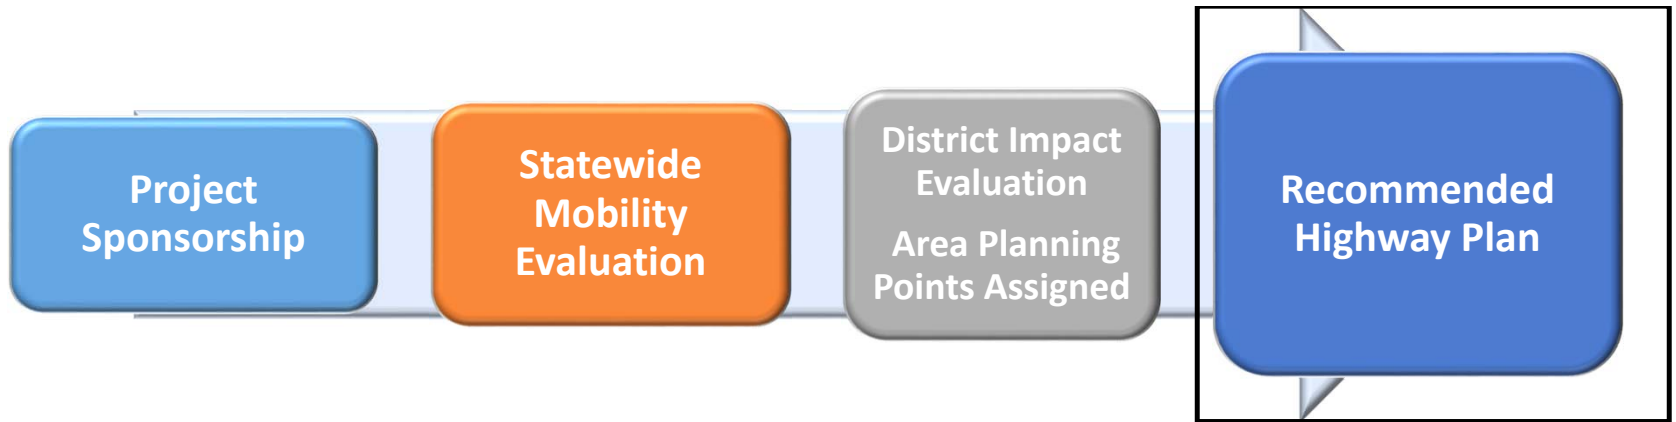 Project
Sponsorship
Statewide
Mobility
Evaluation
District Impact
Evaluation
Area Planning
Points Assigned
Recommended
Highway Plan